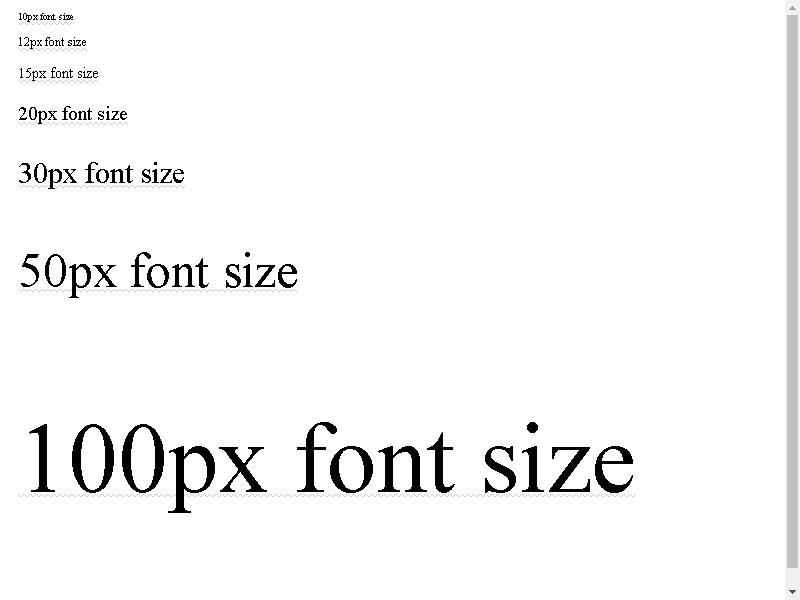 10px font size
12px font size
15px font size
20px font size
30px font size
50px font size
100px font size